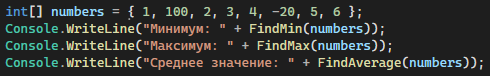 int[] numbers = { 1, 100, 2, 3, 4, -20, 5, 6 };
Console.WriteLine("Минимум: " + FindMin(numbers));
Console.WriteLine("Максимум: " + FindMax(numbers));
Console.WriteLine("Среднее значение: " + FindAverage(numbers));